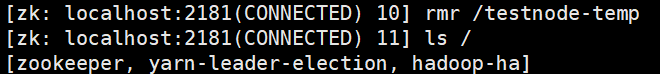 [zk: localhost:2181(CONNECTED) 10] rmr /testnode-temp
[zk: localhost:2181(CONNECTED) 11] ls /
[zookeeper, yarn-leader-election, hadoop-ha]